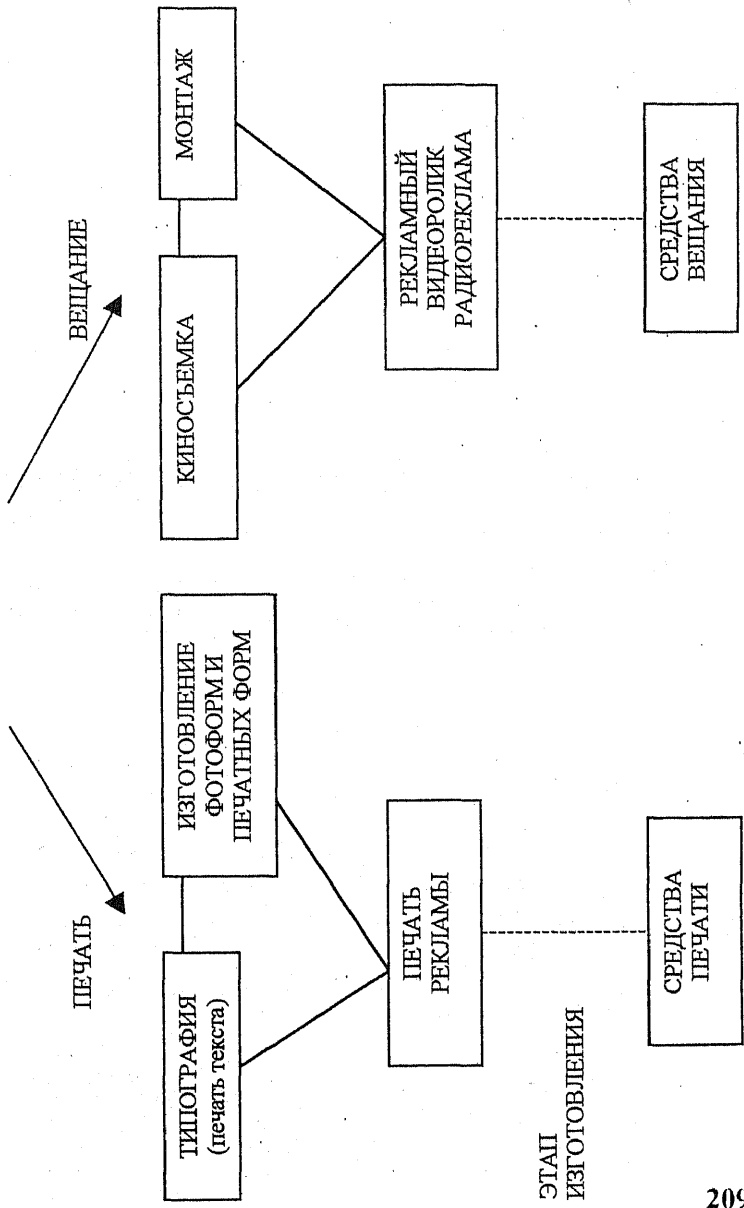 ПЕЧАТЬ
ВЕЩАНИЕ
ТИПОГРАФИЯ
(печать текста)
ИЗГОТОВЛЕНИЕ
ФОТОФОРМ И
ПЕЧАТНЫХ ФОРМ
КИНОСЪЕМКА
МОНТАЖ
ПЕЧАТЬ
РЕКЛАМЫ
РЕКЛАМНЫЙ
ВИДЕОРОЛИК
РАДИОРЕКЛАМА
ЭТАП
ИЗГОТОВЛЕНИЯ
СРЕДСТВА
ПЕЧАТИ
СРЕДСТВА
ВЕЩАНИЯ
209